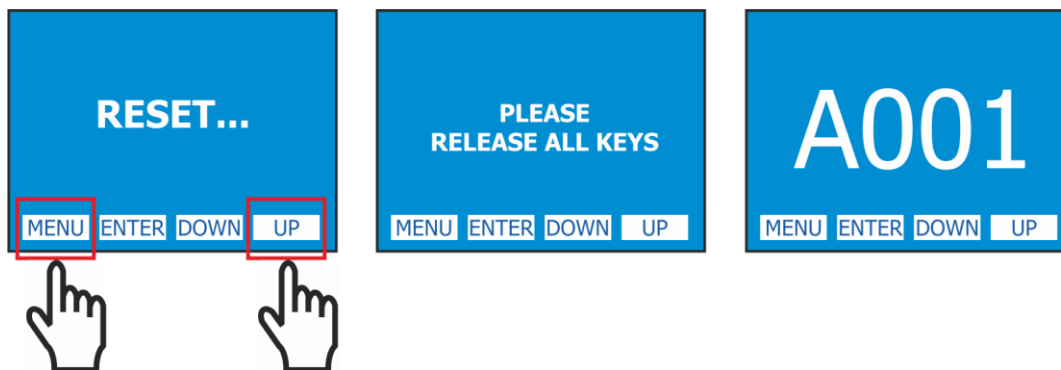 RESET...
MENU ENTER DOWN UP
PLEASE
RELEASE ALL KEYS
MENU ENTER DOWN UP
A001
MENU ENTER DOWN UP